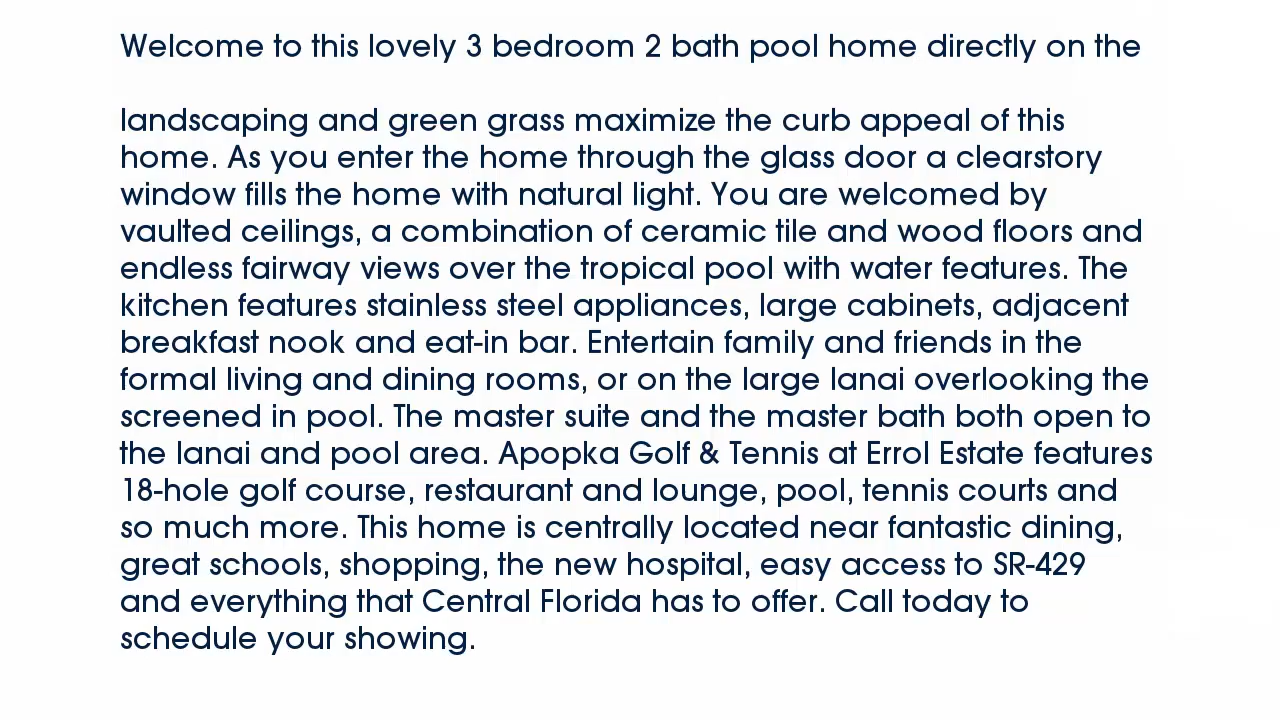 Welcome to this lovely 3 bedroom 2 bath pool home directly on the
landscaping and green grass maximize the curb appeal of this
home. As you enter the home through the glass door a clearstory
window fills the home with natural light. You are welcomed by
vaulted ceilings, a combination of ceramic tile and wood floors and
endless fairway views over the tropical pool with water features. The
kitchen features stainless steel appliances, large cabinets, adjacent
breakfast nook and eat-in bar. Entertain family and friends in the
formal living and dining rooms, or on the large lanai overlooking the
screened in pool. The master suite and the master bath both open to
the lanai and pool area. Apopka Golf & Tennis at Errol Estate features
18-hole golf course, restaurant and lounge, pool, tennis courts and
so much more. This home is centrally located near fantastic dining,
great schools, shopping, the new hospital, easy access to SR-429
and everything that Central Florida has to offer. Call today to
schedule your showing.